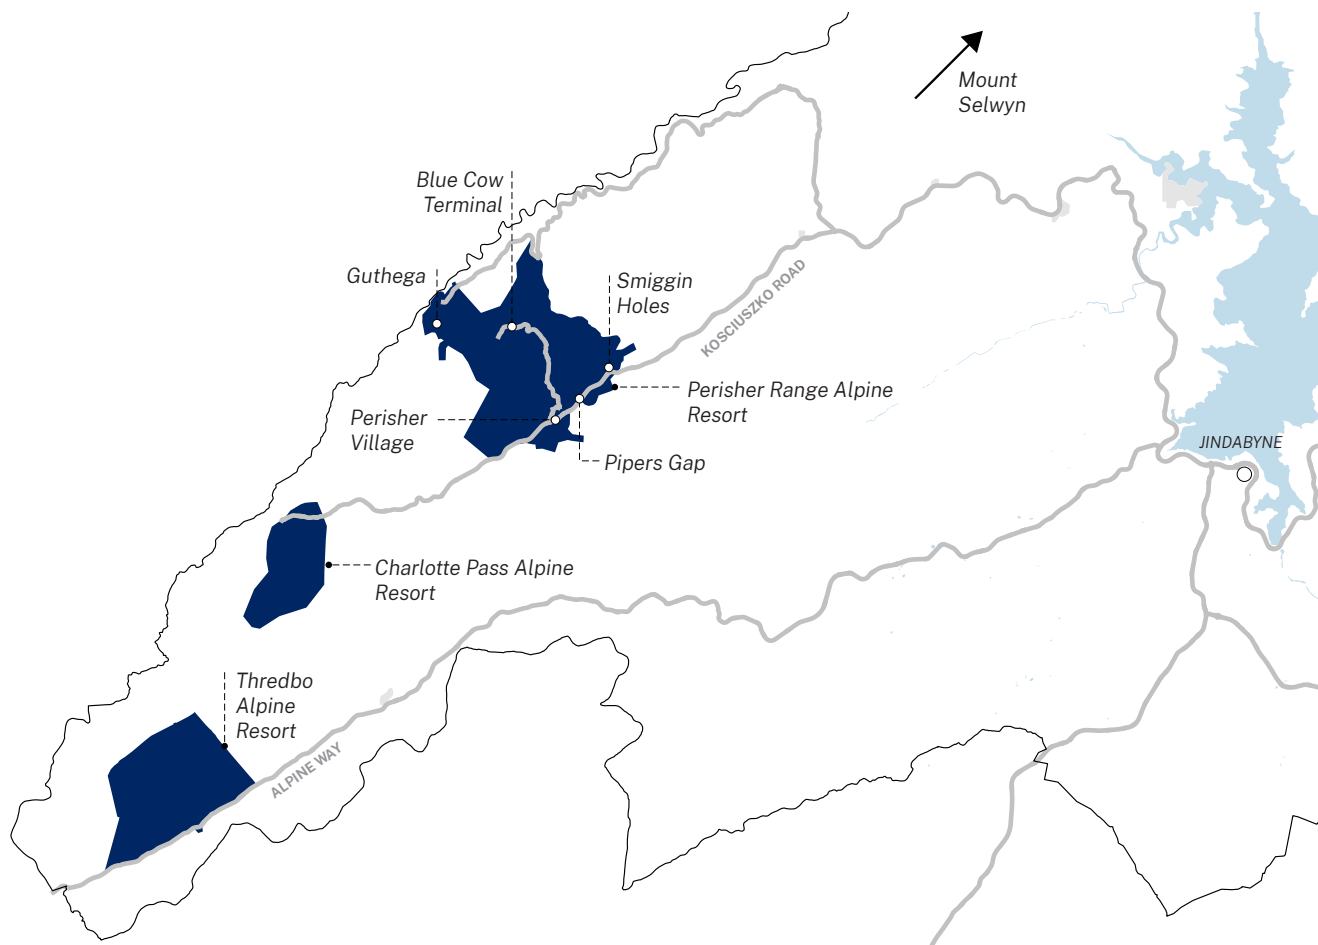 Mount
Selwyn
Blue Cow
Terminal
Guthega
Smiggin
Holes
KOSCIUSZKO ROAD
Perisher Range Alpine
Resort
Perisher
Village
Pipers Gap
JINDABYNE
Charlotte Pass Alpine
Resort
Thredbo
Alpine
Resort
ALPINE WAY